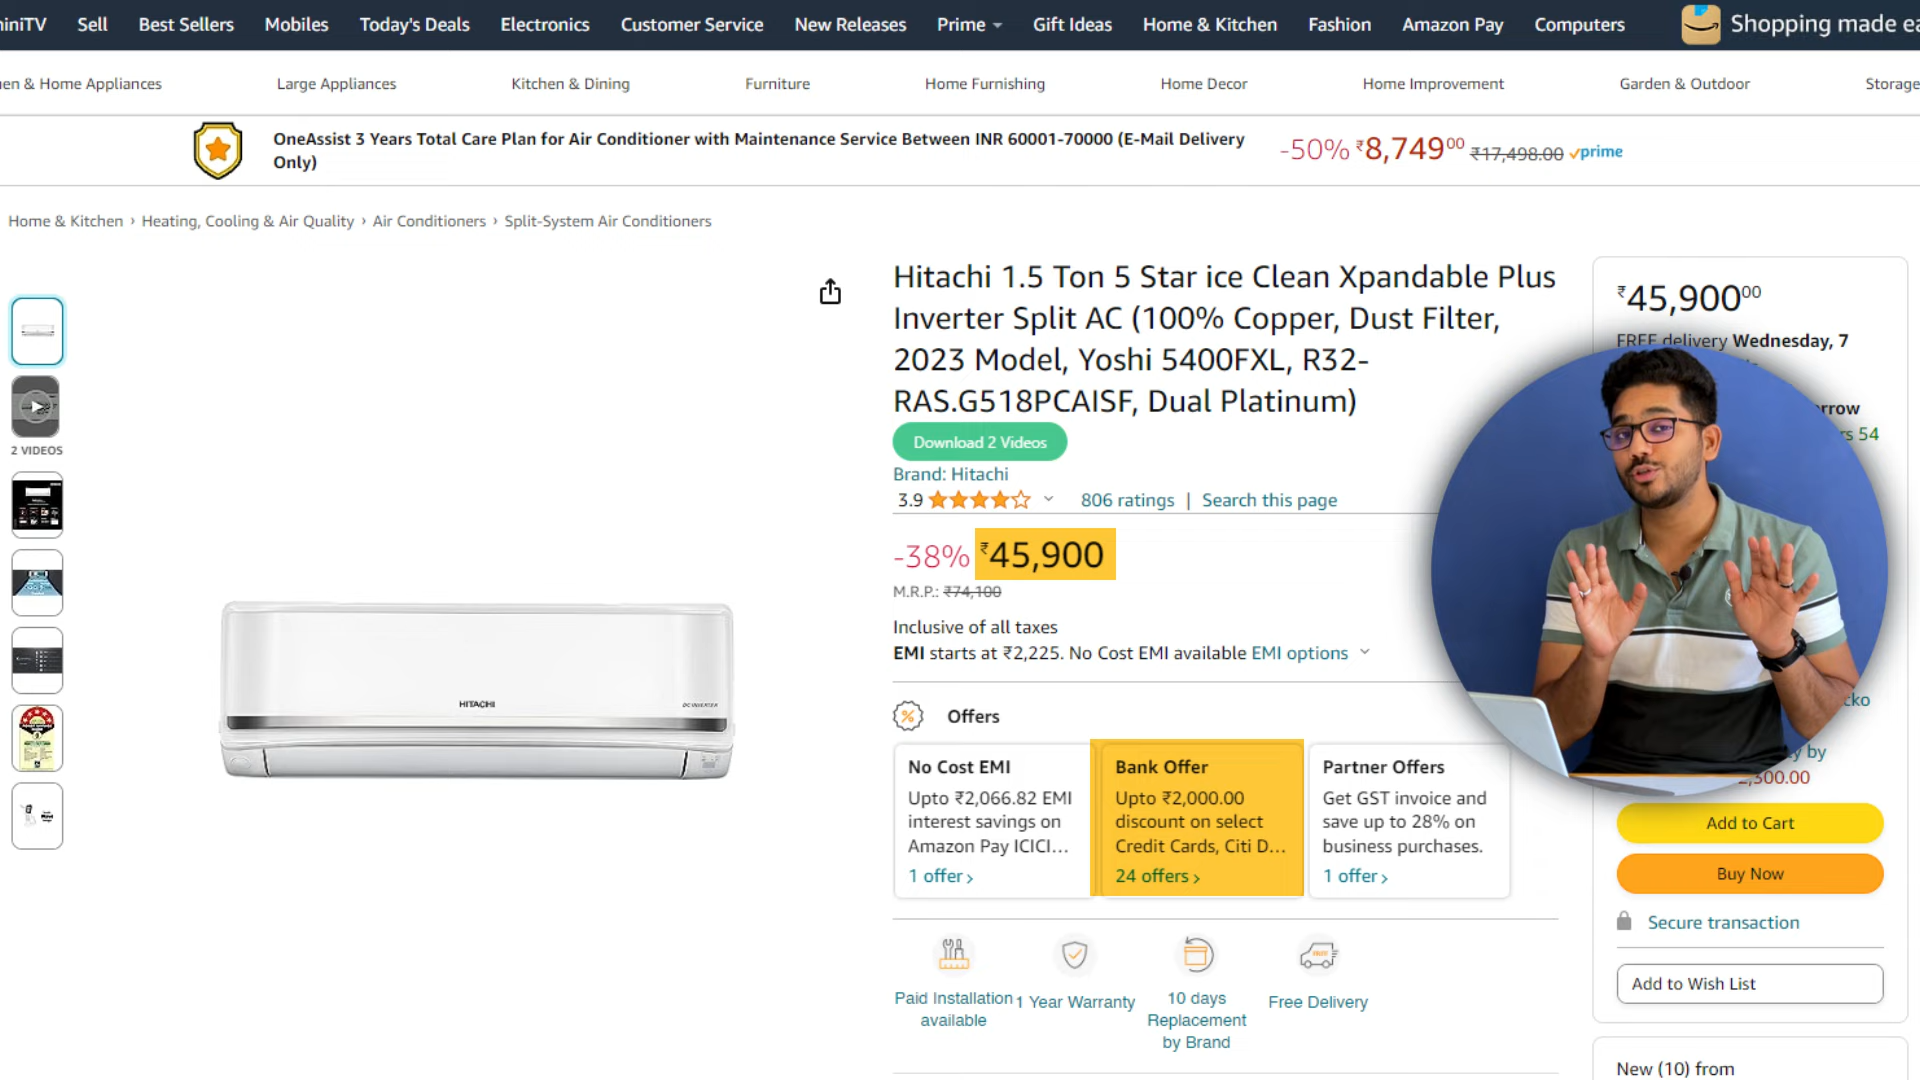 miniTV Sell Best Sellers Mobiles Today's Deals Electronics Customer Service New Releases Prime Gift Ideas Home & Kitchen Fashion Amazon Pay Computers Shopping made
& Home Appliances Large Appliances Kitchen & Dining Furniture Home Furnishing Home Decor Home Improvement Garden & Outdoor Storage
OneAssist 3 Years Total Care Plan for Air Conditioner with Maintenance Service Between INR 60001-70000 (E-Mail Delivery
Only)
-50% ₹8,74900 ₹17,498.00 prime
Home & Kitchen › Heating, Cooling & Air Quality › Air Conditioners › Split-System Air Conditioners
2 VIDEOS
HITACHI
DC INVERTER
Hitachi 1.5 Ton 5 Star ice Clean Xpandable Plus
Inverter Split AC (100% Copper, Dust Filter,
2023 Model, Yoshi 5400FXL, R32-
RAS.G518PCAISF, Dual Platinum)
Download 2 Videos
Brand: Hitachi
3.9 806 ratings | Search this page
-38% ₹45,900
M.R.P.: ₹74,100
Inclusive of all taxes
EMI starts at ₹2,225. No Cost EMI available EMI options
Offers
No Cost EMI
Upto ₹2,066.82 EMI
interest savings on
Amazon Pay ICICI...
1 offer ›
Bank Offer
Upto ₹2,000.00
discount on select
Credit Cards, Citi D...
24 offers ›
Partner Offers
Get GST invoice and
save up to 28% on
business purchases.
1 offer ›
Paid Installation
available
1 Year Warranty
10 days
Replacement
by Brand
Free Delivery
₹45,90000
FREE delivery Wednesday, 7
54
by
Add to Cart
Buy Now
Secure transaction
Add to Wish List
New (10) from